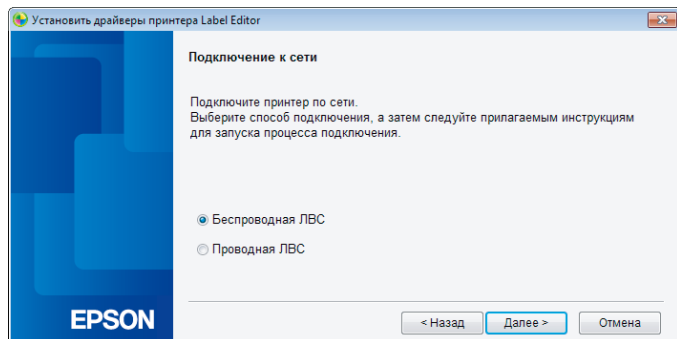 Установить драйверы принтера Label Editor
Подключение к сети
Подключите принтер по сети.
Выберите способ подключения, а затем следуйте прилагаемым инструкциям
для запуска процесса подключения.
Беспроводная ЛВС
Проводная ЛВС
EPSON
< Назад Далее > Отмена